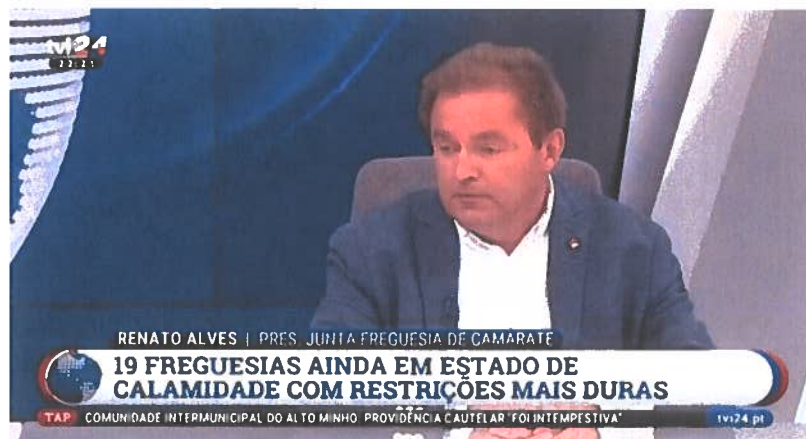 tvi24
22:21
RENATO ALVES | PRES. JUNTA FREGUESIA DE CAMARATE
19 FREGUESIAS AINDA EM ESTADO DE
CALAMIDADE COM RESTRIÇÕES MAIS DURAS
TAP COMUNIDADE INTERMUNICIPAL DO ALTO MINHO: PROVIDÊNCIA CAUTELAR "FOI INTEMPESTIVA" tvi24.pt